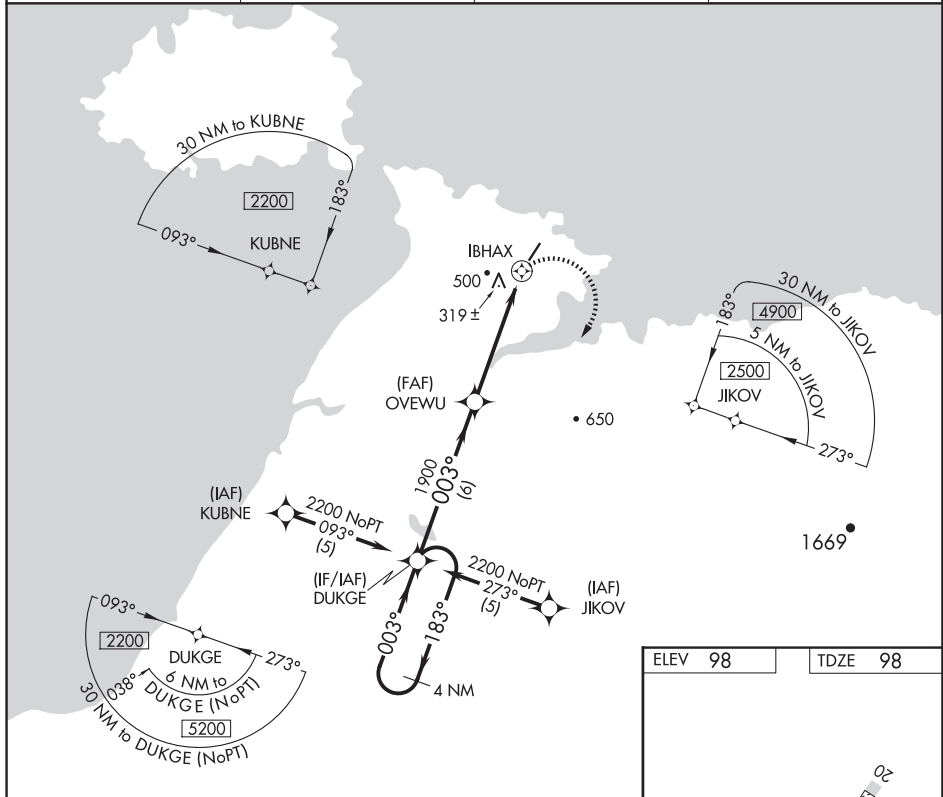 30 NM to KUBNE
2200
183°
093°
KUBNE
IBHAX
500
319 ±
30 NM to JIKOV
183°
4900
5 NM to JIKOV
2500
JIKOV
273°
(FAF)
OVEWU
650
1900
003°
(6)
(IAF)
KUBNE
2200 NoPT
093°
(5)
1669
(IF/IAF)
DUKGE
2200 NoPT
273°
(5)
(IAF)
JIKOV
003°
183°
4 NM
093°
2200
DUKGE
273°
038°
6 NM to
DUKGE (NoPT)
5200
30 NM to DUKGE (NoPT)
ELEV 98
TDZE 98
20